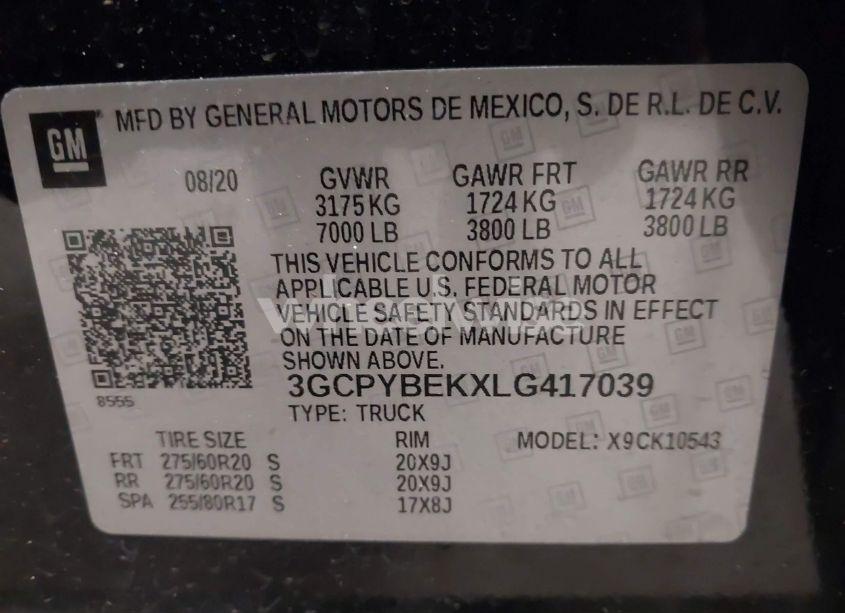 GM
MFD BY GENERAL MOTORS DE MEXICO, S. DE R.L. DE C.V.
08/20
GVWR GAWR FRT GAWR RR
3175 KG 1724 KG 1724 KG
7000 LB 3800 LB 3800 LB
THIS VEHICLE CONFORMS TO ALL
APPLICABLE U.S. FEDERAL MOTOR
VEHICLE SAFETY STANDARDS IN EFFECT
ON THE DATE OF MANUFACTURE
SHOWN ABOVE.
3GCPYBEKXLG417039
8555
TYPE: TRUCK
TIRE SIZE RIM MODEL: X9CK10543
FRT 275/60R20 S 20X9J
RR 275/60R20 S 20X9J
SPA 255/80R17 S 17X8J